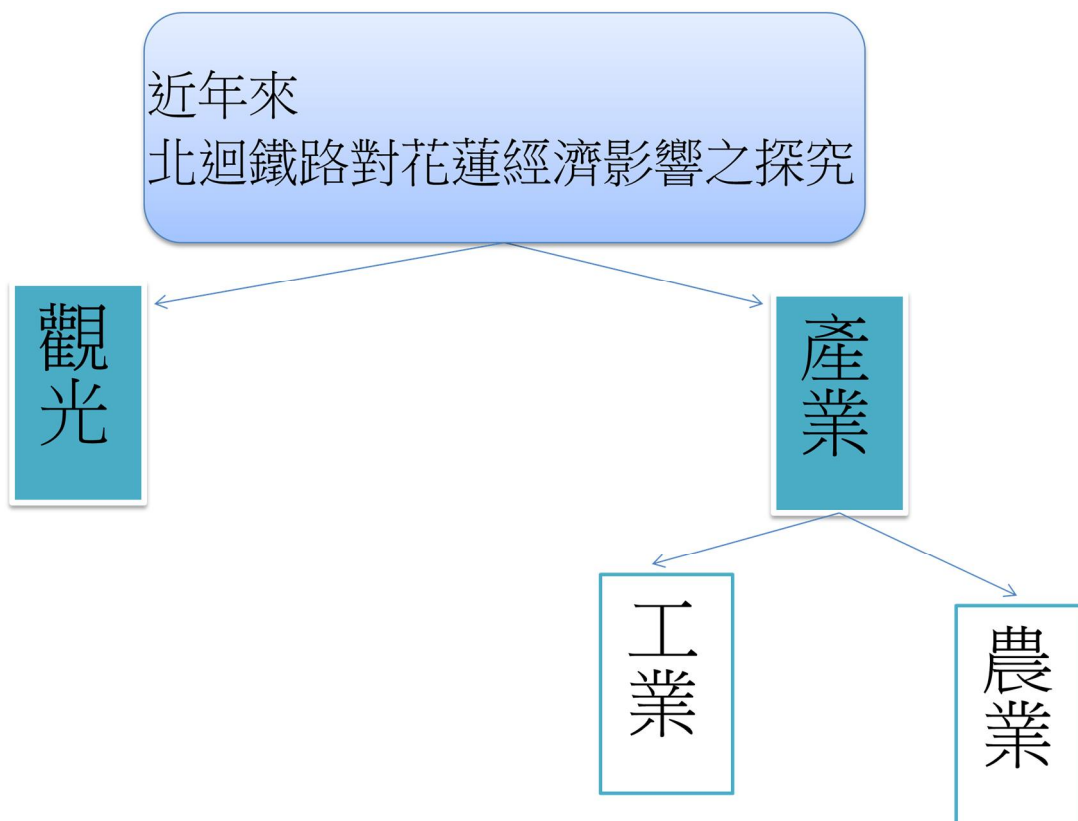 近年來
北迴鐵路對花蓮經濟影響之探究
觀光
產業
工業
農業